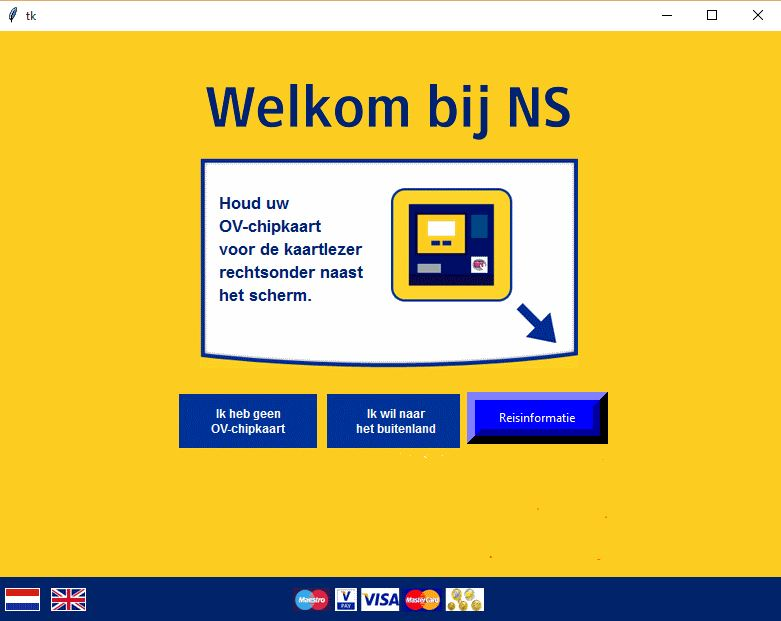 tk
Welkom bij NS
Houd uw
OV-chipkaart
voor de kaartlezer
rechtsonder naast
het scherm.
Ik heb geen
OV-chipkaart
Ik wil naar
het buitenland
Reisinformatie
Maestro
V
PAY
VISA
MasterCard